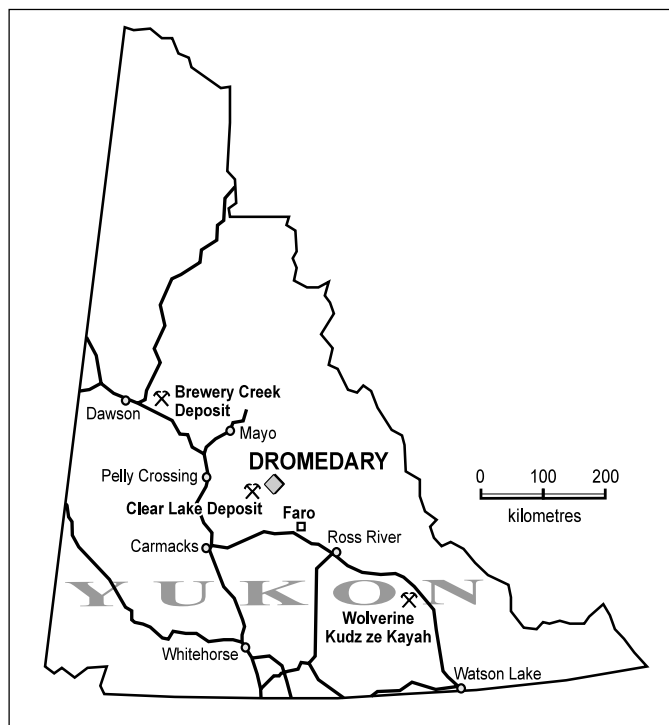 Brewery Creek
Deposit
Dawson
Mayo
DROMEDARY
Pelly Crossing
0 100 200
kilometres
Clear Lake Deposit
Faro
Ross River
Carmacks
YUKON
Wolverine
Kudz ze Kayah
Whitehorse
Watson Lake